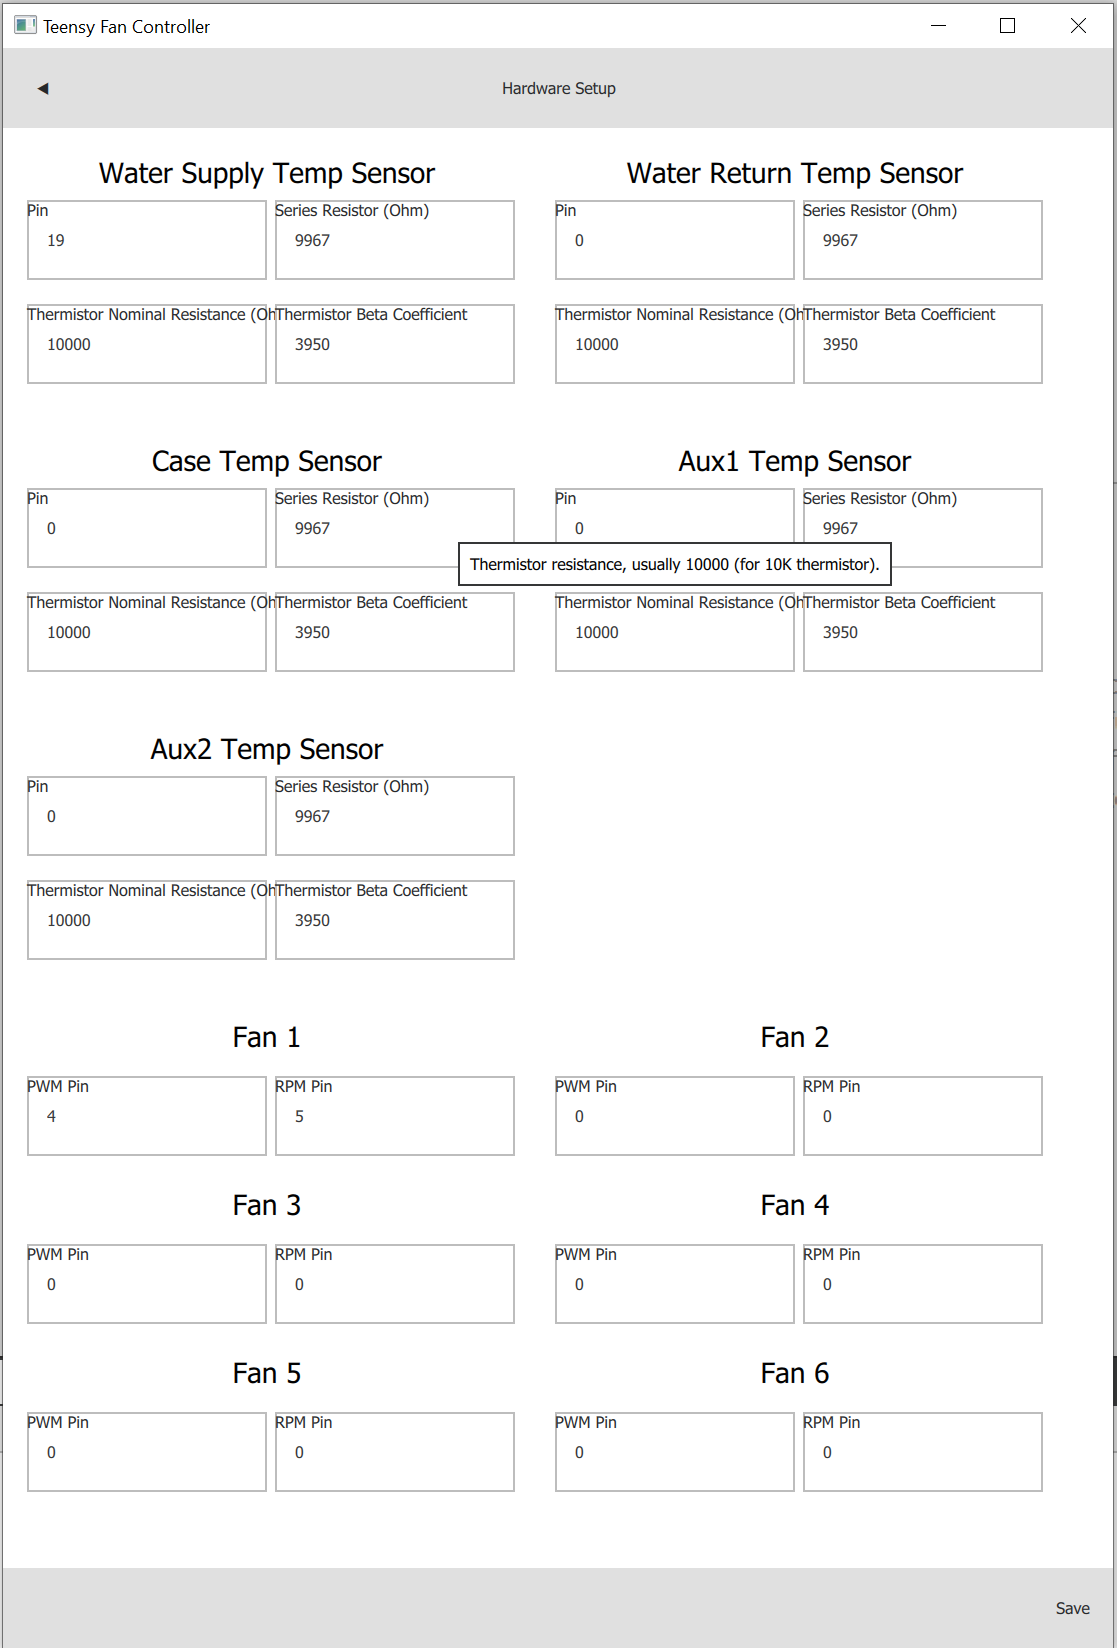 Teensy Fan Controller
Hardware Setup
Water Supply Temp Sensor
Water Return Temp Sensor
Pin
Series Resistor (Ohm)
Pin
Series Resistor (Ohm)
19
9967
0
9967
Thermistor Nominal Resistance (Oh
Thermistor Beta Coefficient
Thermistor Nominal Resistance (Oh
Thermistor Beta Coefficient
10000
3950
10000
3950
Case Temp Sensor
Aux1 Temp Sensor
Pin
Series Resistor (Ohm)
Pin
Series Resistor (Ohm)
0
9967
0
9967
Thermistor resistance, usually 10000 (for 10K thermistor).
Thermistor Nominal Resistance (Oh
Thermistor Beta Coefficient
Thermistor Nominal Resistance (Oh
Thermistor Beta Coefficient
10000
3950
10000
3950
Aux2 Temp Sensor
Pin
Series Resistor (Ohm)
0
9967
Thermistor Nominal Resistance (Oh
Thermistor Beta Coefficient
10000
3950
Fan 1
Fan 2
PWM Pin
RPM Pin
PWM Pin
RPM Pin
4
5
0
0
Fan 3
Fan 4
PWM Pin
RPM Pin
PWM Pin
RPM Pin
0
0
0
0
Fan 5
Fan 6
PWM Pin
RPM Pin
PWM Pin
RPM Pin
0
0
0
0
Save